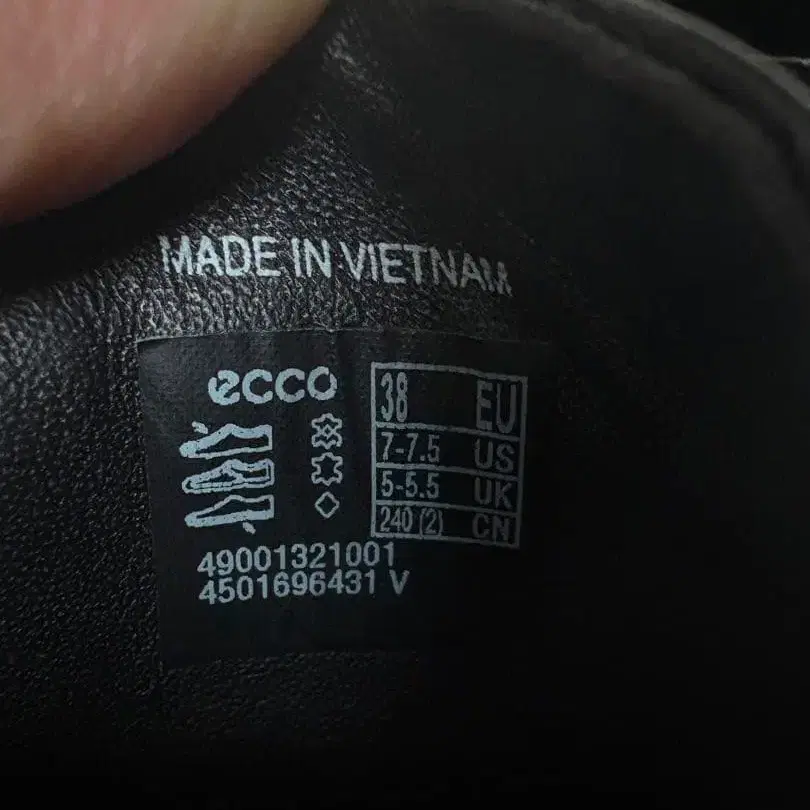 MADE IN VIETNAM
ecco
38 EU
7-7.5 US
5-5.5 UK
240 (2) CN
49001321001
4501696431 V